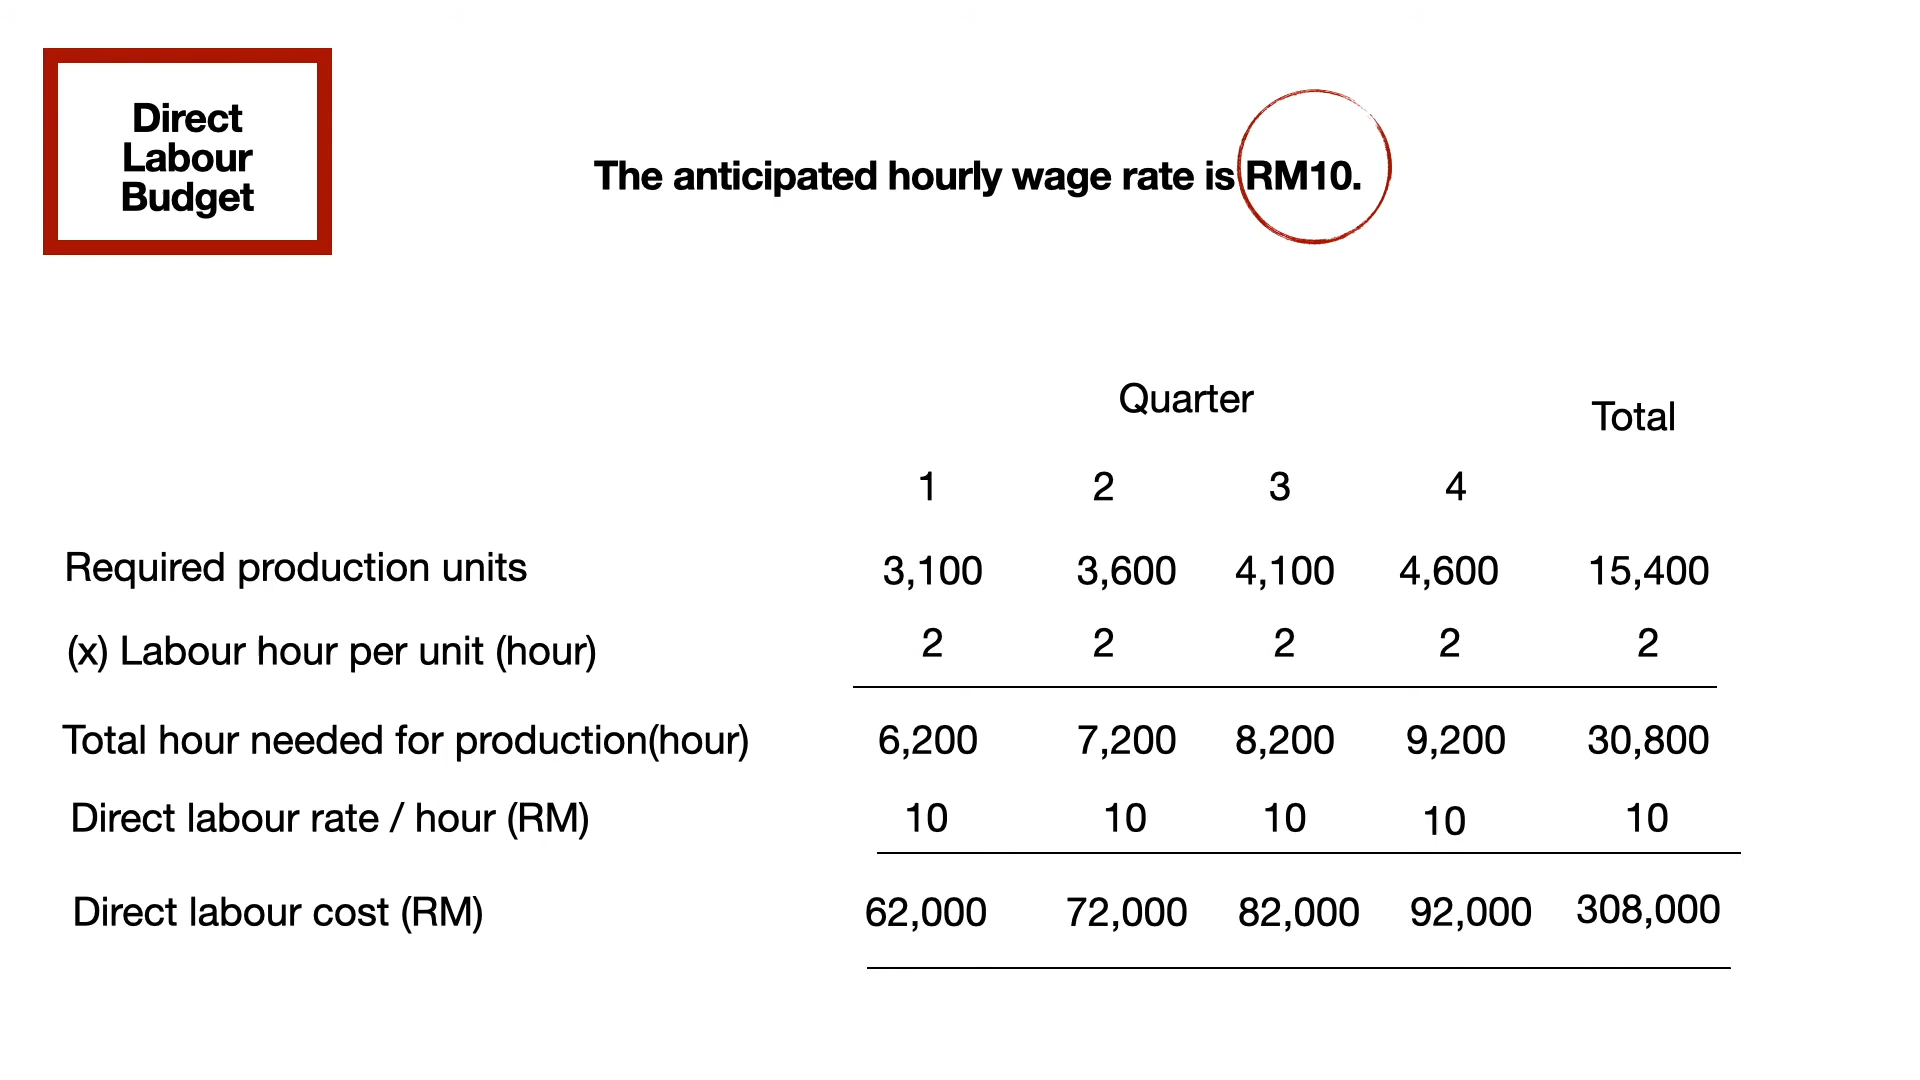 Direct
Labour
Budget
The anticipated hourly wage rate is RM10.
Quarter
Total
1 2 3 4
Required production units 3,100 3,600 4,100 4,600 15,400
(x) Labour hour per unit (hour) 2 2 2 2 2
Total hour needed for production(hour) 6,200 7,200 8,200 9,200 30,800
Direct labour rate / hour (RM) 10 10 10 10 10
Direct labour cost (RM) 62,000 72,000 82,000 92,000 308,000